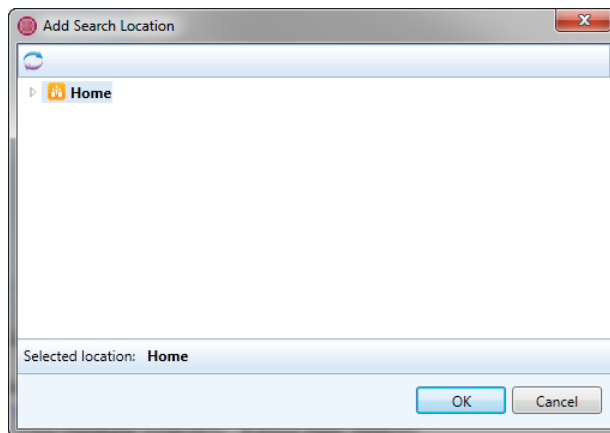 Add Search Location
Home
Selected location: Home
OK
Cancel